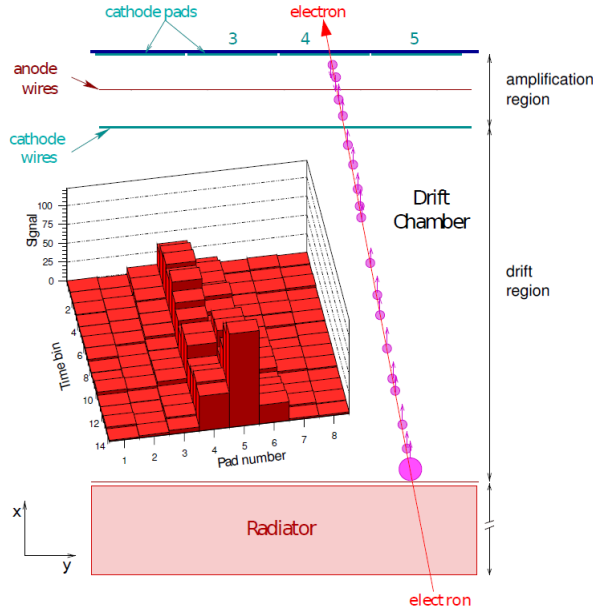 cathode pads
electron
3
4
5
anode
wires
amplification
region
cathode
wires
Drift
Chamber
drift
region
Signal
100
75
50
25
0
Time bin
2
4
6
8
10
12
14
1
2
3
4
5
6
7
8
Pad number
Radiator
x
y
electron